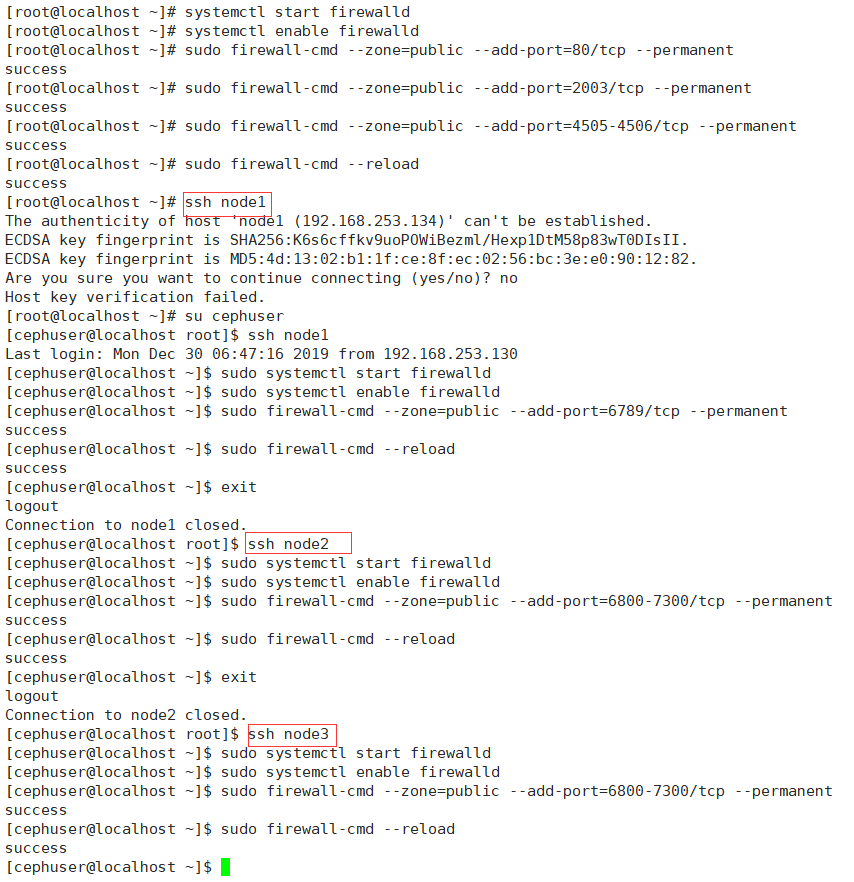 [root@localhost ~]# systemctl start firewalld
[root@localhost ~]# systemctl enable firewalld
[root@localhost ~]# sudo firewall-cmd --zone=public --add-port=80/tcp --permanent
success
[root@localhost ~]# sudo firewall-cmd --zone=public --add-port=2003/tcp --permanent
success
[root@localhost ~]# sudo firewall-cmd --zone=public --add-port=4505-4506/tcp --permanent
success
[root@localhost ~]# sudo firewall-cmd --reload
success
[root@localhost ~]# ssh node1
The authenticity of host 'node1 (192.168.253.134)' can't be established.
ECDSA key fingerprint is SHA256:K6s6cffkv9uoPOWiBezml/Hexp1DtM58p83wT0DIsII.
ECDSA key fingerprint is MD5:4d:13:02:b1:1f:ce:8f:ec:02:56:bc:3e:e0:90:12:82.
Are you sure you want to continue connecting (yes/no)? no
Host key verification failed.
[root@localhost ~]# su cephuser
[cephuser@localhost root]$ ssh node1
Last login: Mon Dec 30 06:47:16 2019 from 192.168.253.130
[cephuser@localhost ~]$ sudo systemctl start firewalld
[cephuser@localhost ~]$ sudo systemctl enable firewalld
[cephuser@localhost ~]$ sudo firewall-cmd --zone=public --add-port=6789/tcp --permanent
success
[cephuser@localhost ~]$ sudo firewall-cmd --reload
success
[cephuser@localhost ~]$ exit
logout
Connection to node1 closed.
[cephuser@localhost root]$ ssh node2
[cephuser@localhost ~]$ sudo systemctl start firewalld
[cephuser@localhost ~]$ sudo systemctl enable firewalld
[cephuser@localhost ~]$ sudo firewall-cmd --zone=public --add-port=6800-7300/tcp --permanent
success
[cephuser@localhost ~]$ sudo firewall-cmd --reload
success
[cephuser@localhost ~]$ exit
logout
Connection to node2 closed.
[cephuser@localhost root]$ ssh node3
[cephuser@localhost ~]$ sudo systemctl start firewalld
[cephuser@localhost ~]$ sudo systemctl enable firewalld
[cephuser@localhost ~]$ sudo firewall-cmd --zone=public --add-port=6800-7300/tcp --permanent
success
[cephuser@localhost ~]$ sudo firewall-cmd --reload
success
[cephuser@localhost ~]$